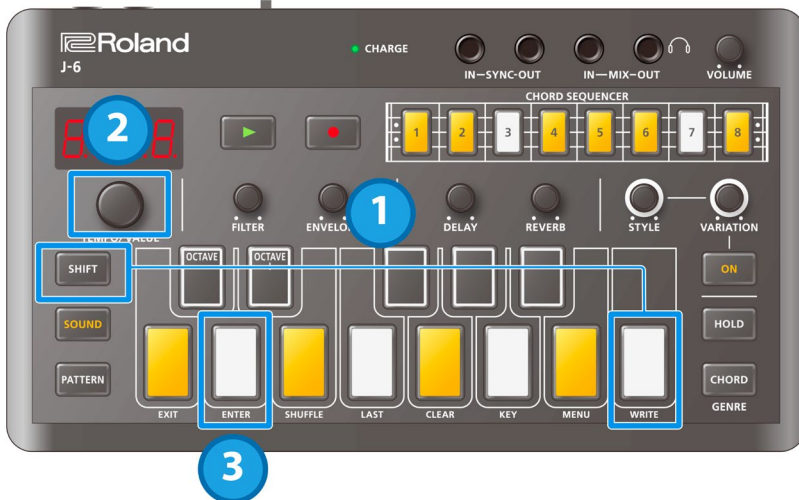 Roland
J-6
CHARGE
IN–SYNC–OUT
IN–MIX–OUT
VOLUME
CHORD SEQUENCER
1 2 3 4 5 6 7 8
2
1
FILTER
DELAY
REVERB
STYLE
VARIATION
SHIFT
OCTAVE
OCTAVE
ON
SOUND
HOLD
PATTERN
CHORD
GENRE
EXIT
ENTER
SHUFFLE
LAST
CLEAR
KEY
MENU
WRITE
3